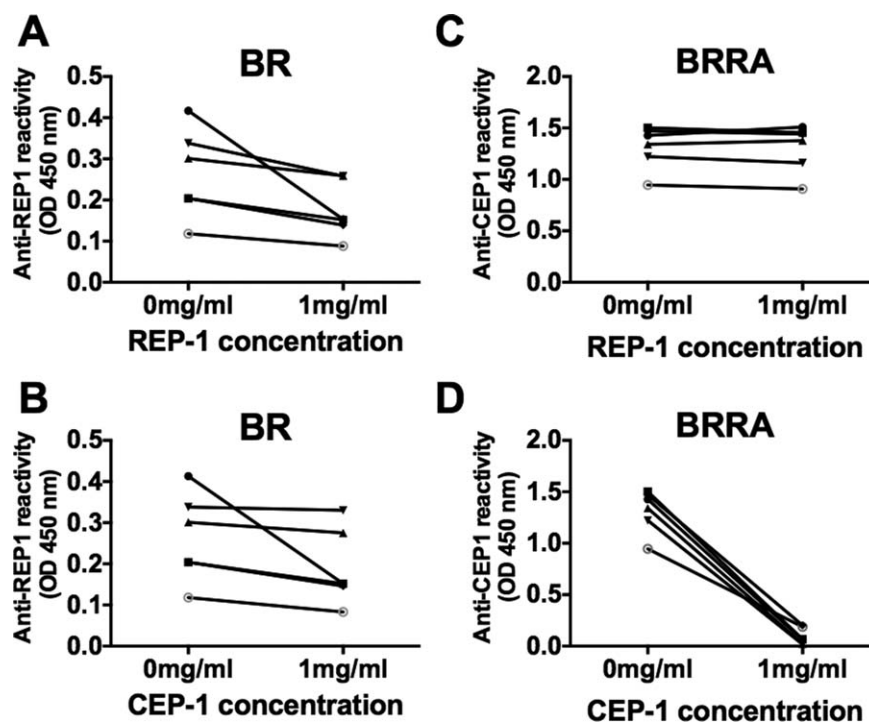 A
BR
Anti-REP1 reactivity
(OD 450 nm)
0.5
0.4
0.3
0.2
0.1
0.0
0mg/ml 1mg/ml
REP-1 concentration
C
BRRA
Anti-CEP1 reactivity
(OD 450 nm)
2.0
1.5
1.0
0.5
0.0
0mg/ml 1mg/ml
REP-1 concentration
B
BR
Anti-REP1 reactivity
(OD 450 nm)
0.5
0.4
0.3
0.2
0.1
0.0
0mg/ml 1mg/ml
CEP-1 concentration
D
BRRA
Anti-CEP1 reactivity
(OD 450 nm)
2.0
1.5
1.0
0.5
0.0
0mg/ml 1mg/ml
CEP-1 concentration